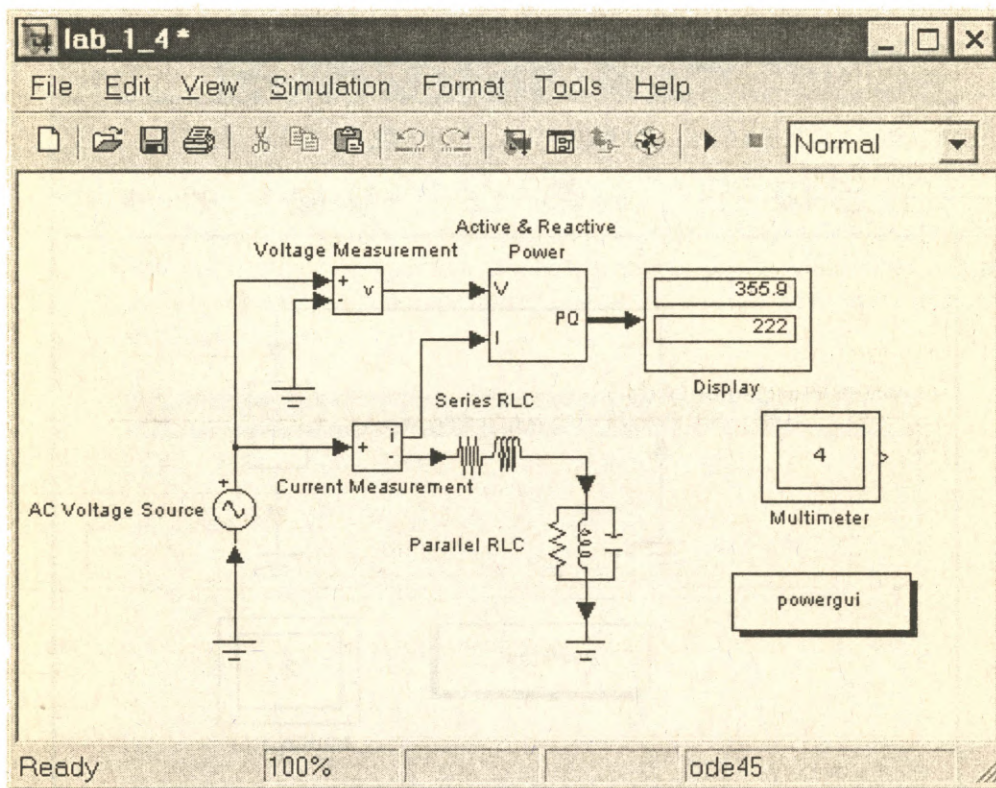 lab_1_4 *
File Edit View Simulation Format Tools Help
Normal
Active & Reactive
Power
Voltage Measurement
+
-
v
V
I
PQ
355.9
222
Display
Series RLC
+
i
-
Current Measurement
4
Multimeter
+
AC Voltage Source
Parallel RLC
powergui
Ready 100% ode45